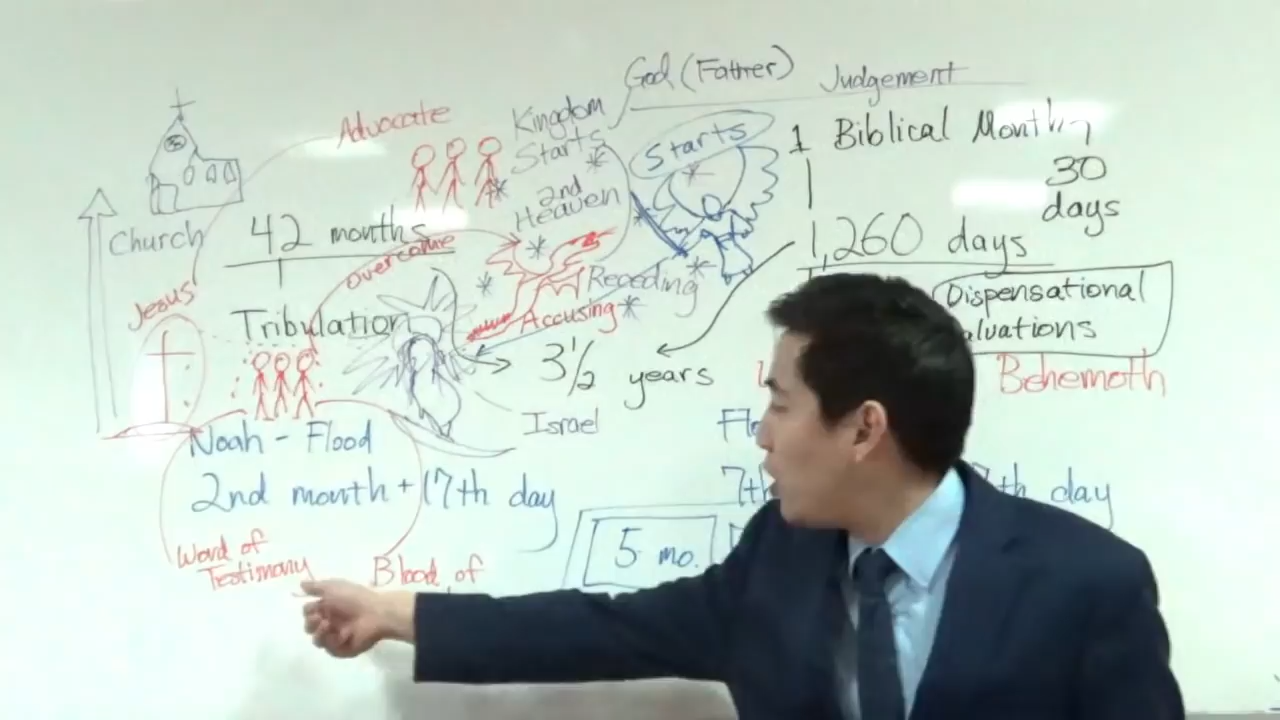 God (Father)
Judgement
Advocate
Kingdom
Starts
Starts
1 Biblical Month
30
days
2nd
Heaven
Church
42 months
overcome
1,260 days
Receding
Jesus'
Accusing
Dispensational
Tribulation
3 1/2 years
Behemoth
Israel
Noah - Flood
2nd month + 17th day
7th
day
5 mo.
Word of
Testimony
Blood of